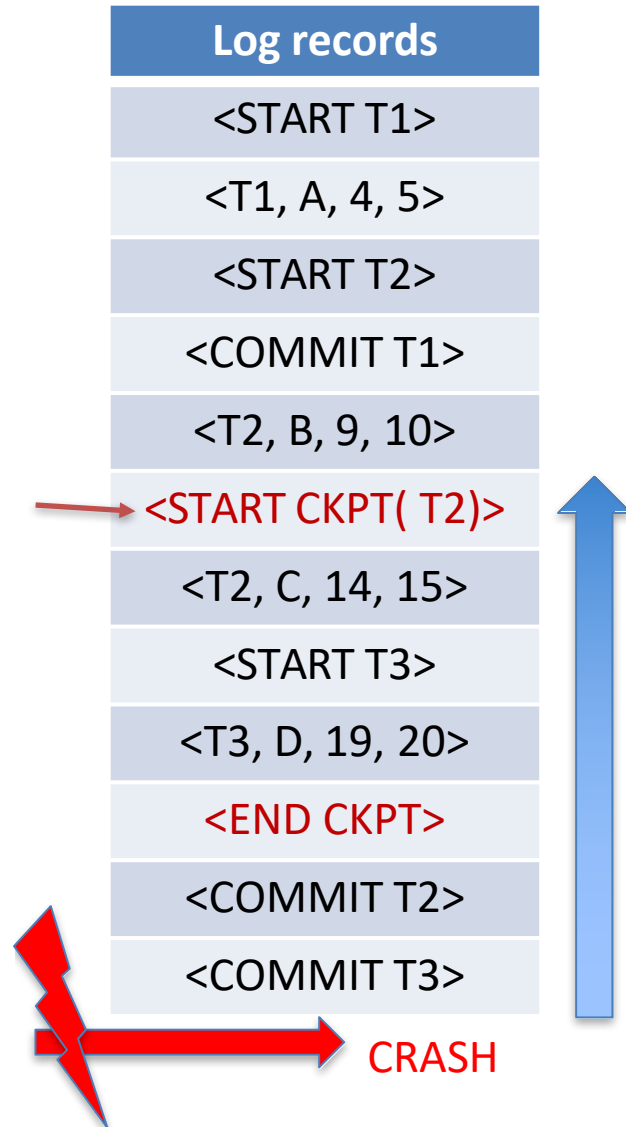 Log records
<START T1>
<T1, A, 4, 5>
<START T2>
<COMMIT T1>
<T2, B, 9, 10>
<START CKPT( T2)>
<T2, C, 14, 15>
<START T3>
<T3, D, 19, 20>
<END CKPT>
<COMMIT T2>
<COMMIT T3>
CRASH